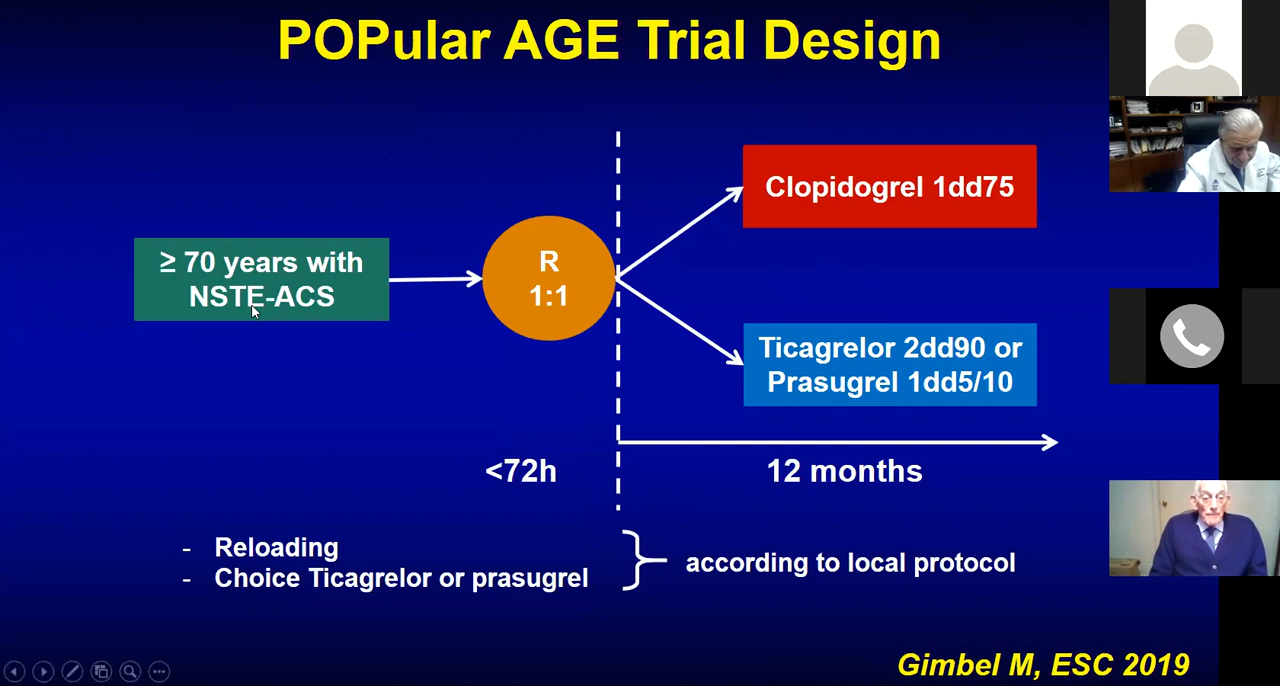 POPular AGE Trial Design
≥ 70 years with
NSTE-ACS
R
1:1
Clopidogrel 1dd75
Ticagrelor 2dd90 or
Prasugrel 1dd5/10
<72h
12 months
- Reloading
- Choice Ticagrelor or prasugrel
according to local protocol
Gimbel M, ESC 2019